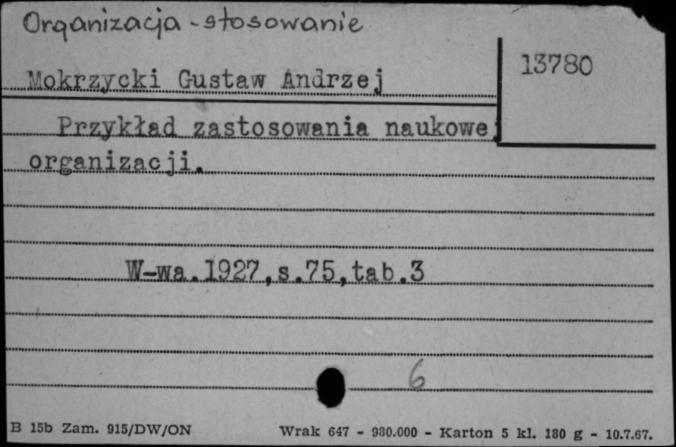 Organizacja - stosowanie
13780
Mokrzycki Gustaw Andrzej
Przykład zastosowania naukowej
organizacji.
W-wa.1927,s.75,tab.3
6
B 15b Zam. 915/DW/ON
Wrak 647 - 980.000 - Karton 5 kl. 180 g - 10.7.67.